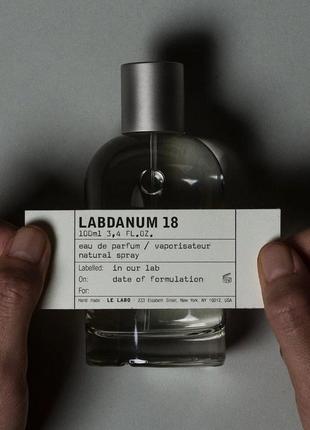 LABDANUM 18
100ml 3,4 FL.OZ.
eau de parfum / vaporisateur
natural spray
Labelled: in our lab
On: date of formulation
For:
Hand made LE LABO 233 Elizabeth Street, New York, NY 10012, USA